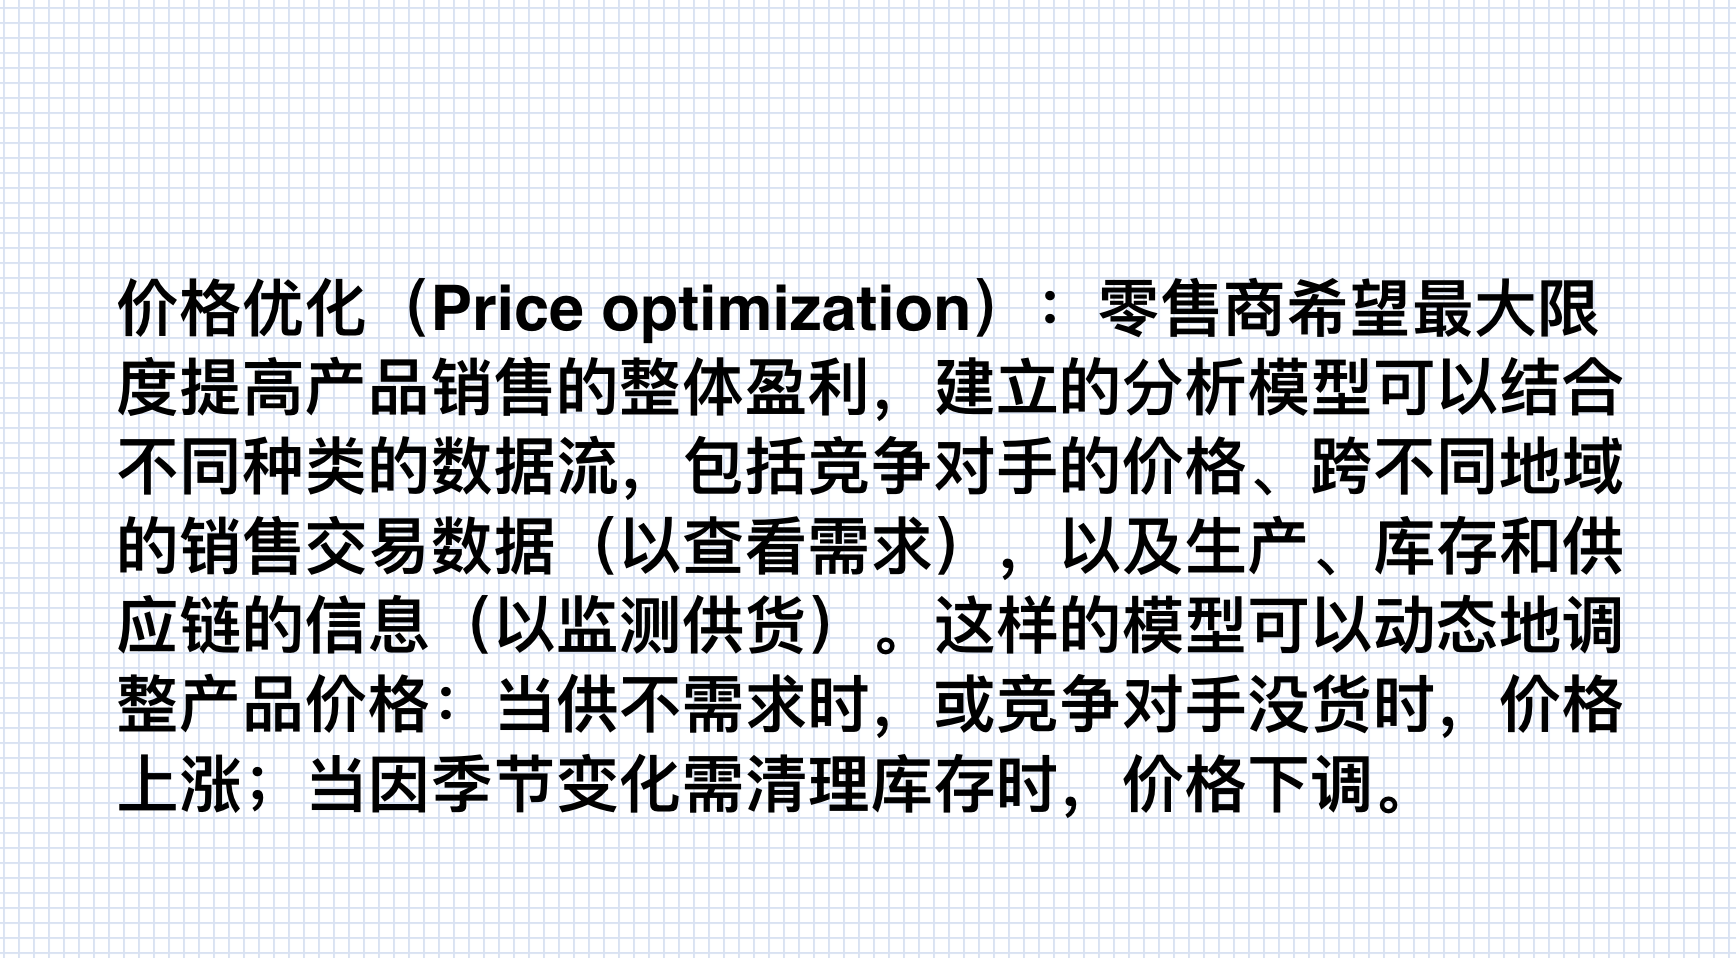 价格优化（Price optimization）：零售商希望最大限
度提高产品销售的整体盈利，建立的分析模型可以结合
不同种类的数据流，包括竞争对手的价格、跨不同地域
的销售交易数据（以查看需求），以及生产、库存和供
应链的信息（以监测供货）。这样的模型可以动态地调
整产品价格：当供不需求时，或竞争对手没货时，价格
上涨；当因季节变化需清理库存时，价格下调。